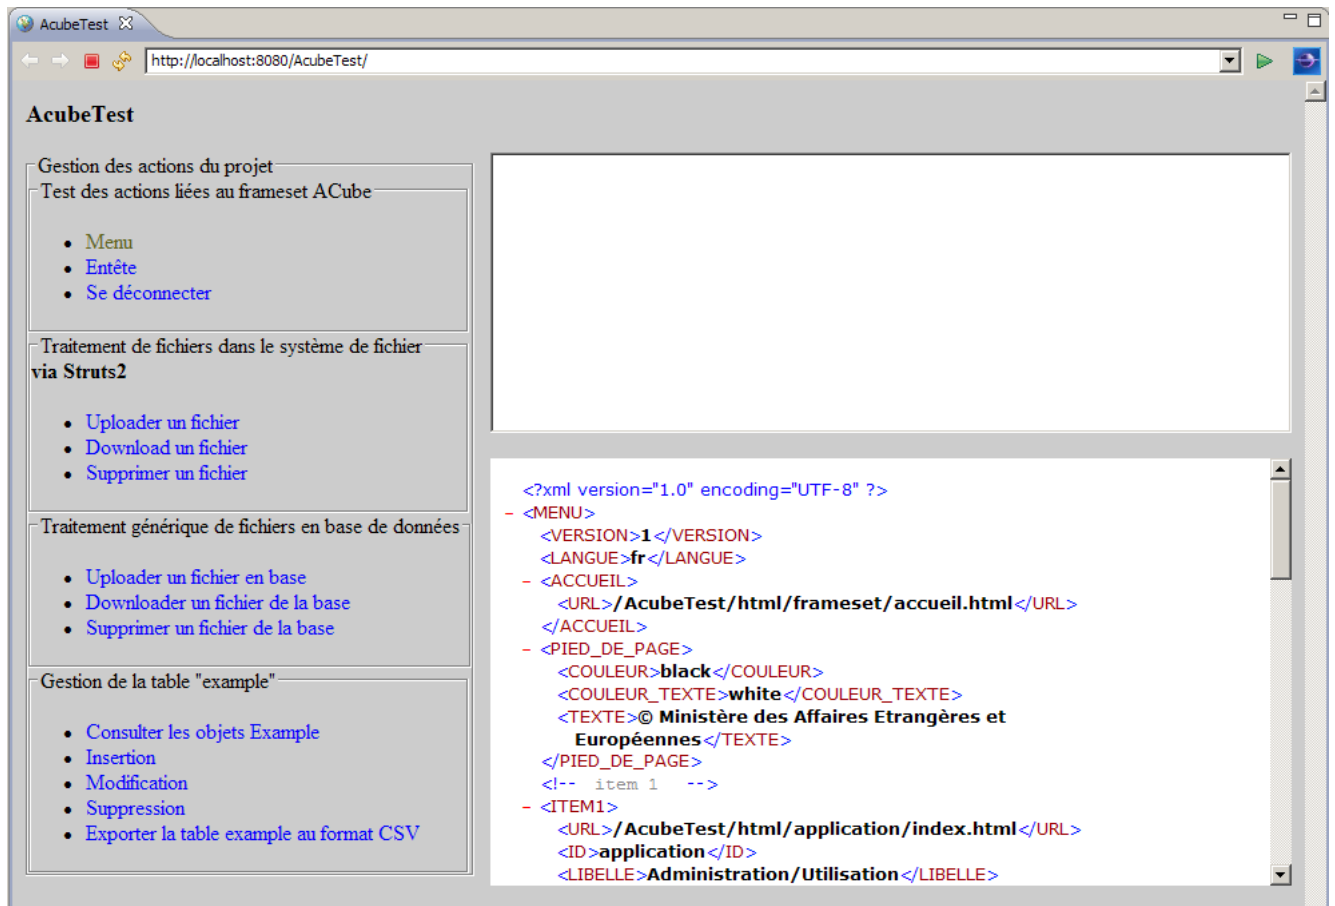 AcubeTest
http://localhost:8080/AcubeTest/
AcubeTest
Gestion des actions du projet
Test des actions liées au frameset ACube
Menu
Entête
Se déconnecter
Traitement de fichiers dans le système de fichier
via Struts2
Uploader un fichier
Download un fichier
Supprimer un fichier
Traitement générique de fichiers en base de données
Uploader un fichier en base
Downloader un fichier de la base
Supprimer un fichier de la base
Gestion de la table "example"
Consulter les objets Example
Insertion
Modification
Suppression
Exporter la table example au format CSV
<?xml version="1.0" encoding="UTF-8" ?>
- <MENU>
<VERSION>1</VERSION>
<LANGUE>fr</LANGUE>
- <ACCUEIL>
<URL>/AcubeTest/html/frameset/accueil.html</URL>
</ACCUEIL>
- <PIED_DE_PAGE>
<COULEUR>black</COULEUR>
<COULEUR_TEXTE>white</COULEUR_TEXTE>
<TEXTE>© Ministère des Affaires Etrangères et
Européennes</TEXTE>
</PIED_DE_PAGE>
<!-- item 1 -->
- <ITEM1>
<URL>/AcubeTest/html/application/index.html</URL>
<ID>application</ID>
<LIBELLE>Administration/Utilisation</LIBELLE>